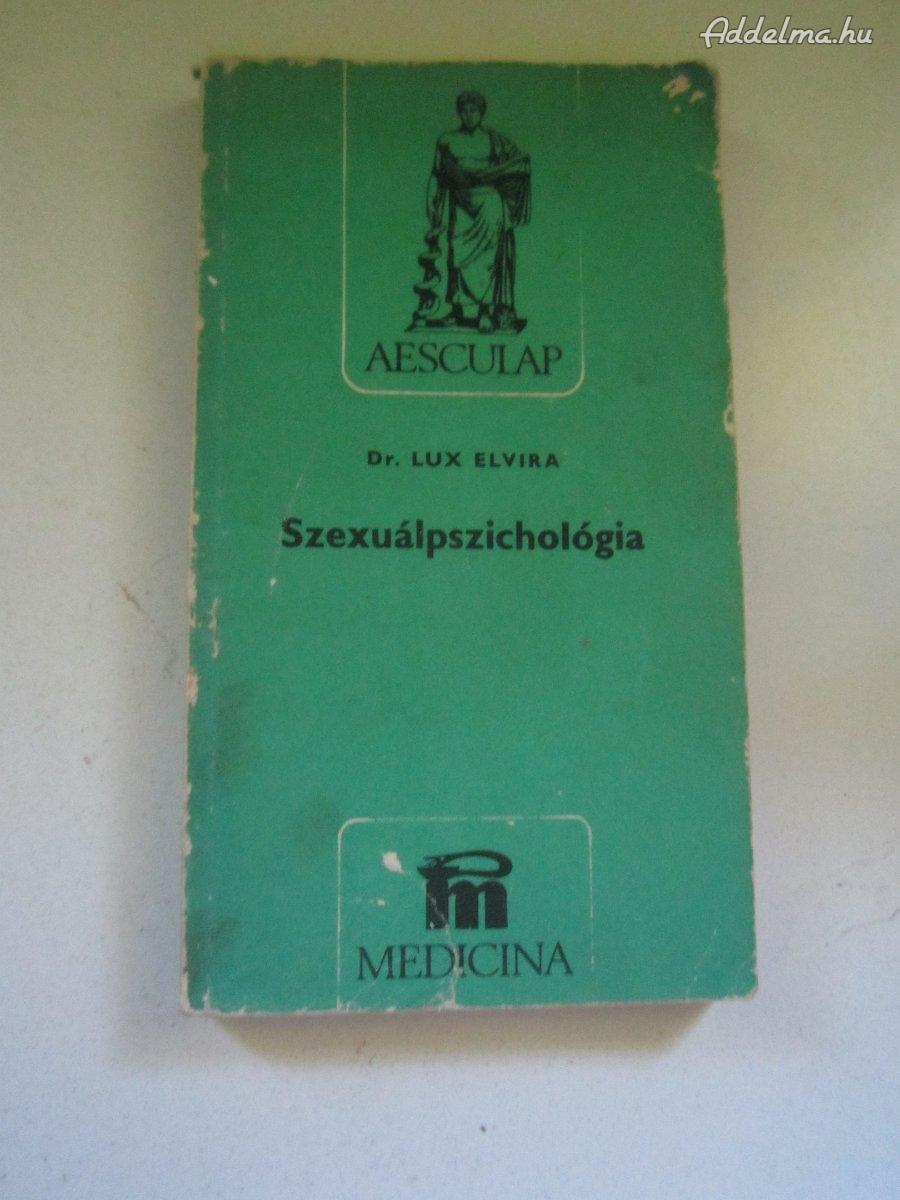 Addelma.hu
AESCULAP
Dr. LUX ELVIRA
Szexuálpszichológia
m
MEDICINA